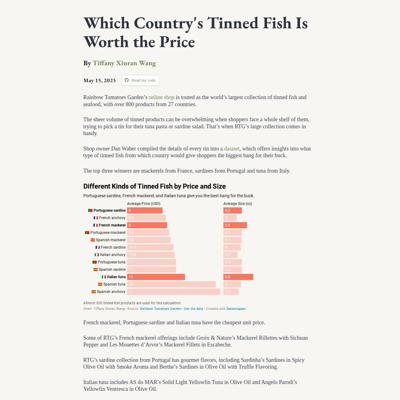 Which Country's Tinned Fish Is
Worth the Price
By Tiffany Xinran Wang
May 15, 2025
Read my code
Rainbow Tomatoes Garden's online shop is touted as the world's largest collection of tinned fish and
seafood, with over 800 products from 27 countries.
The sheer volume of tinned products can be overwhelming when shoppers face a whole shelf of them,
trying to pick a tin for their tuna pasta or sardine salad. That's when RTG's large collection comes in
handy.
Shop owner Dan Waber compiled the details of every tin into a dataset, which offers insights into what
type of tinned fish from which country would give shoppers the biggest bang for their buck.
The top three winners are mackerels from France, sardines from Portugal and tuna from Italy.
Different Kinds of Tinned Fish by Price and Size
Portuguese sardine, French mackerel, and Italian tuna give you the best bang for the buck.
Average Price (USD) Average Size (oz)
Portuguese sardine
French anchovy
French mackerel
Portuguese mackerel
Spanish mackerel
French sardine
Italian anchovy
Portuguese tuna
Spanish sardine
Italian tuna
Spanish tuna
Spanish anchovy
Almost 300 tinned fish products are used for this calculation.
Chart: Tiffany Xinran Wang • Source: Rainbow Tomatoes Garden • Get the data • Created with Datawrapper
French mackerel, Portuguese sardine and Italian tuna have the cheapest unit price.
Some of RTG's French mackerel offerings include Groix & Nature's Mackerel Rillettes with Sichuan
Pepper and Les Mouettes d'Arvor's Mackerel Fillets in Escabeche.
RTG's sardine collection from Portugal has gourmet flavors, including Sardinha's Sardines in Spicy
Olive Oil with Smoke Aroma and Berthe's Sardines in Olive Oil with Truffle Flavoring.
Italian tuna includes AS do MAR's Solid Light Yellowfin Tuna in Olive Oil and Angelo Parodi's
Yellowfin Ventresca in Olive Oil.